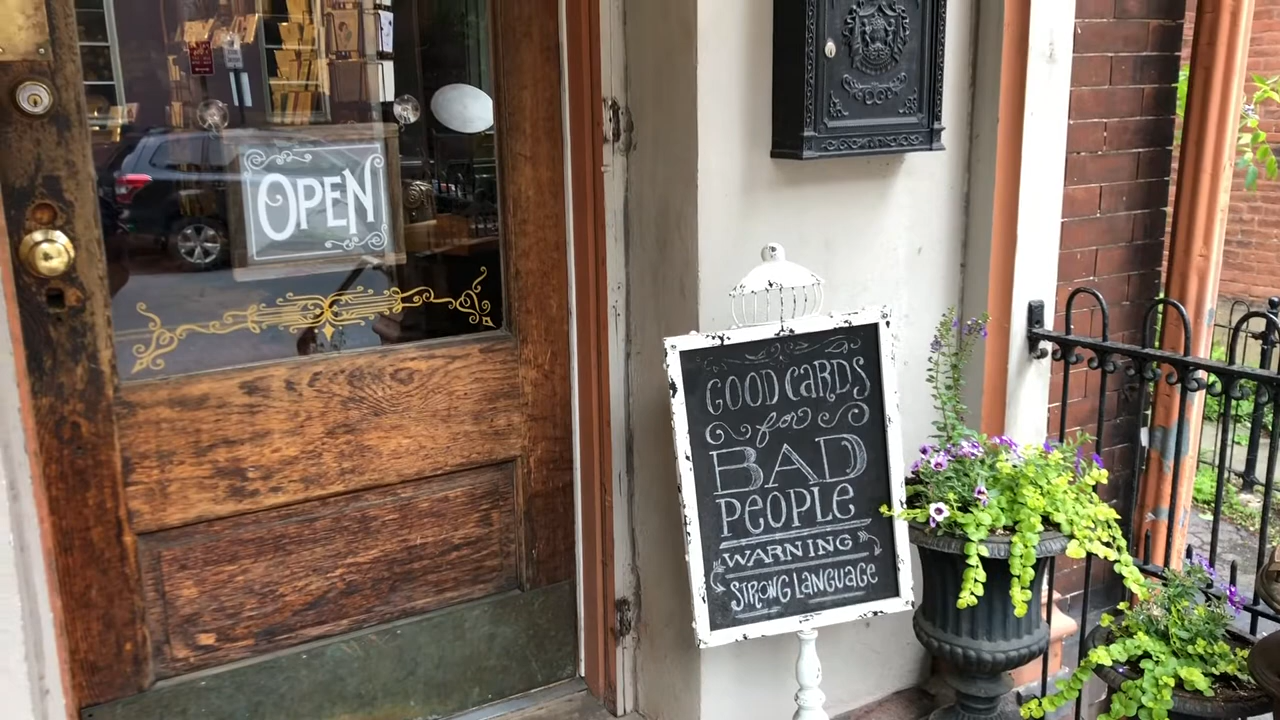 OPEN
GOOD CARDS
for
BAD
PEOPLE
WARNING
STRONG LANGUAGE